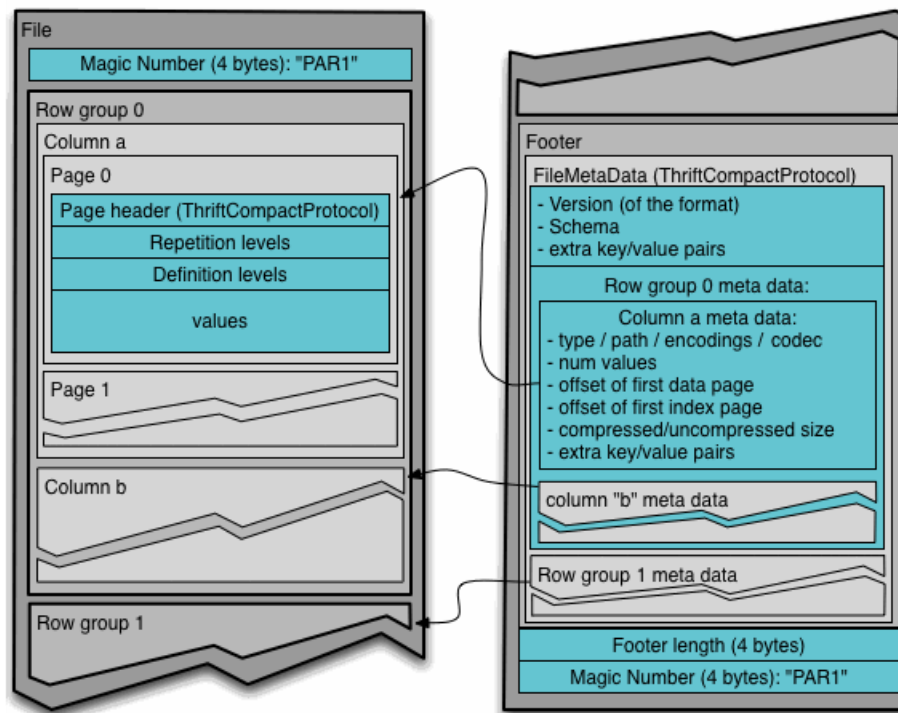 File
Magic Number (4 bytes): "PAR1"
Row group 0
Column a
Page 0
Page header (ThriftCompactProtocol)
Repetition levels
Definition levels
values
Page 1
Column b
Row group 1
Footer
FileMetaData (ThriftCompactProtocol)
- Version (of the format)
- Schema
- extra key/value pairs
Row group 0 meta data:
Column a meta data:
- type / path / encodings / codec
- num values
- offset of first data page
- offset of first index page
- compressed/uncompressed size
- extra key/value pairs
column "b" meta data
Row group 1 meta data
Footer length (4 bytes)
Magic Number (4 bytes): "PAR1"